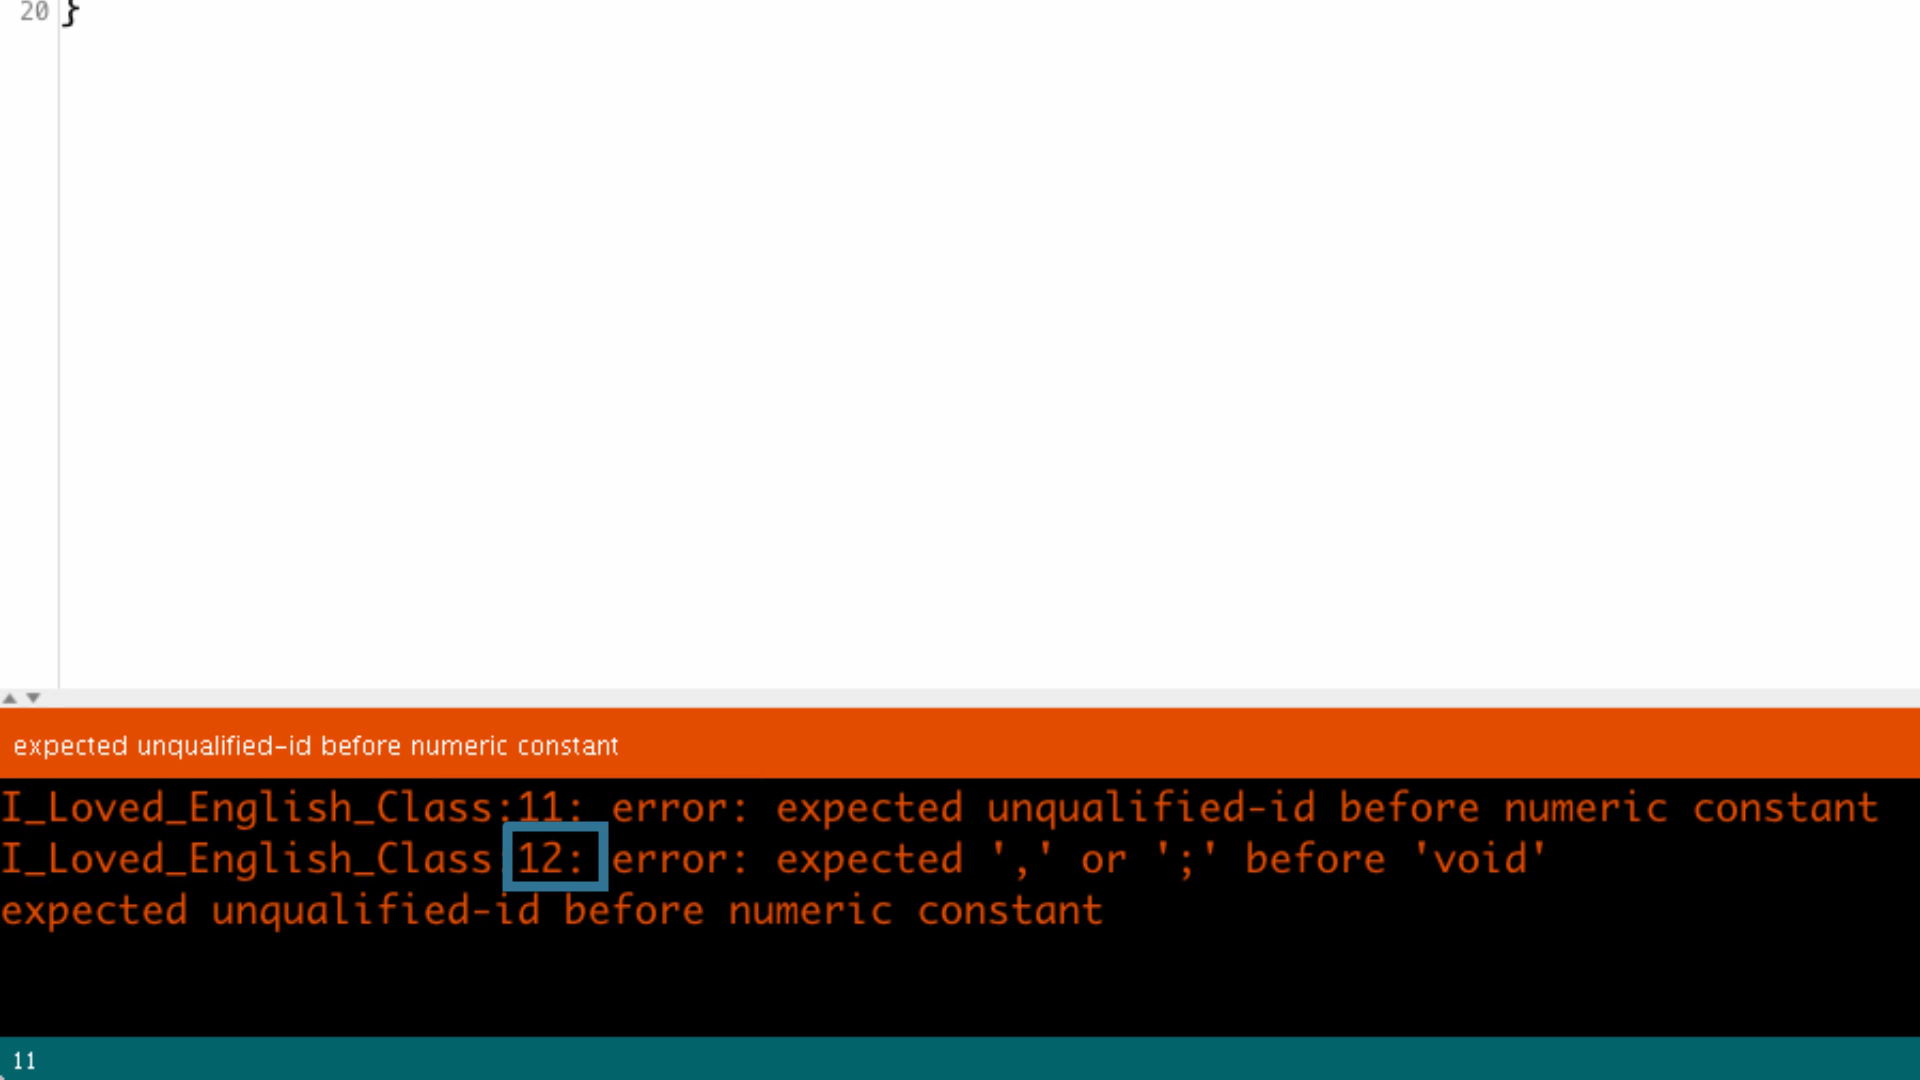 20 }
expected unqualified-id before numeric constant
I_Loved_English_Class:11: error: expected unqualified-id before numeric constant
I_Loved_English_Class 12: error: expected ',' or ';' before 'void'
expected unqualified-id before numeric constant
11